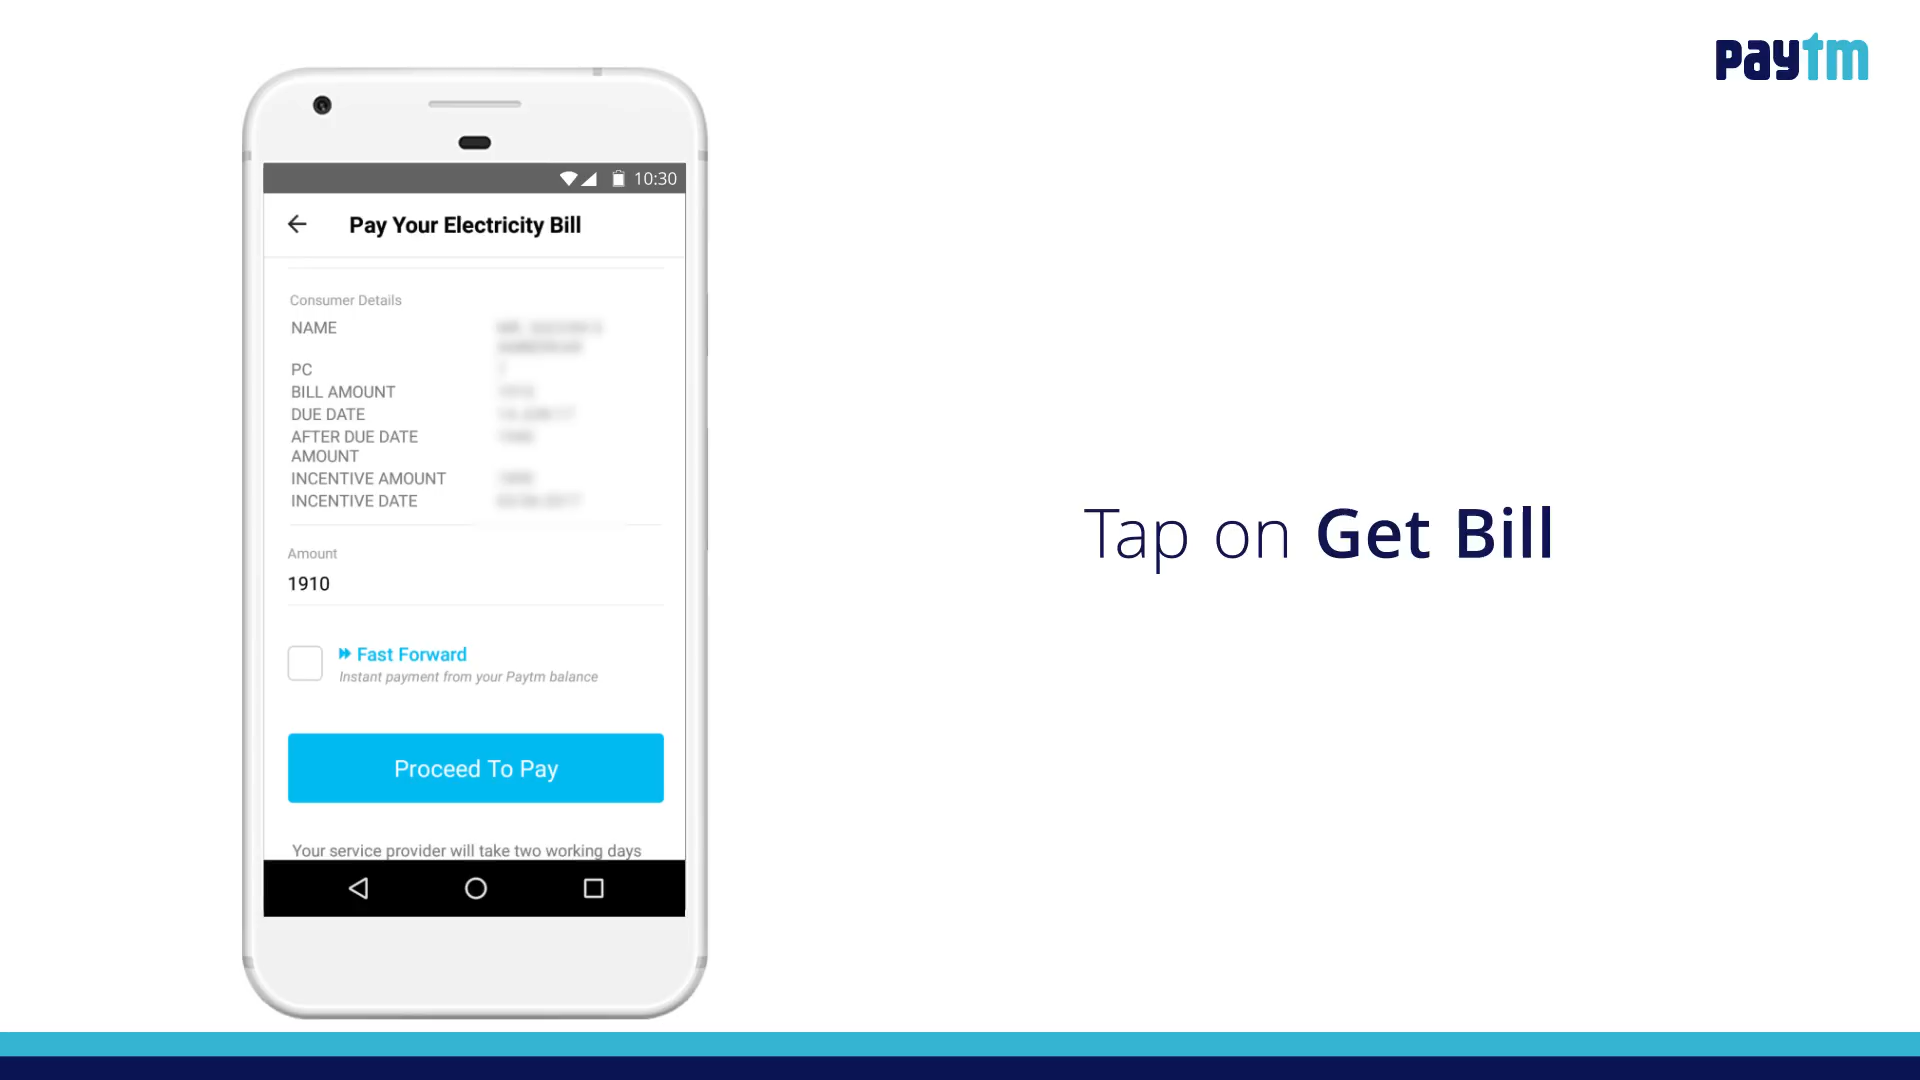 paytm
10:30
Pay Your Electricity Bill
Consumer Details
NAME
PC
BILL AMOUNT
DUE DATE
AFTER DUE DATE
AMOUNT
INCENTIVE AMOUNT
INCENTIVE DATE
Amount
1910
Fast Forward
Instant payment from your Paytm balance
Proceed To Pay
Your service provider will take two working days
Tap on Get Bill